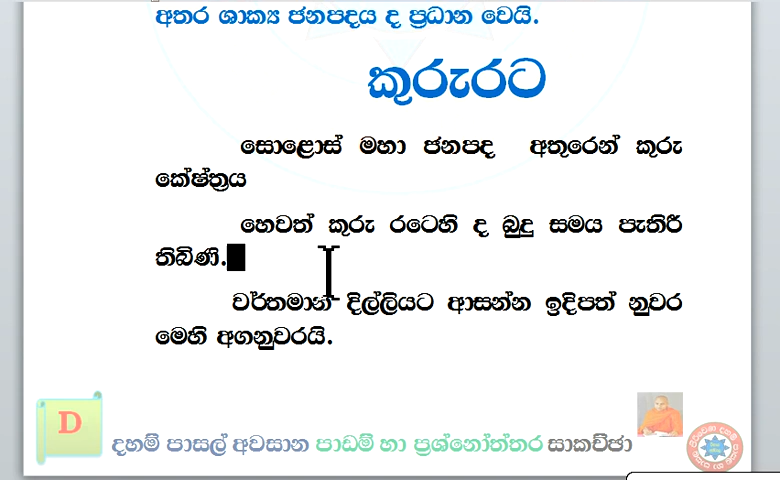 අතර ශාක්‍ය ජනපදය ද ප්‍රධාන වෙයි.
කුරුරට
සොළොස් මහා ජනපද අතුරෙන් කුරු
කේෂ්ත්‍රය
හෙවත් කුරු රටෙහි ද බුදු සමය පැතිරී
තිබිණි.
වර්තමාන දිල්ලියට ආසන්න ඉදිපත් නුවර
මෙහි අගනුවරයි.
D
දහම් පාසල් අවසාන පාඩම් හා ප්‍රශ්නෝත්තර සාකච්ඡා